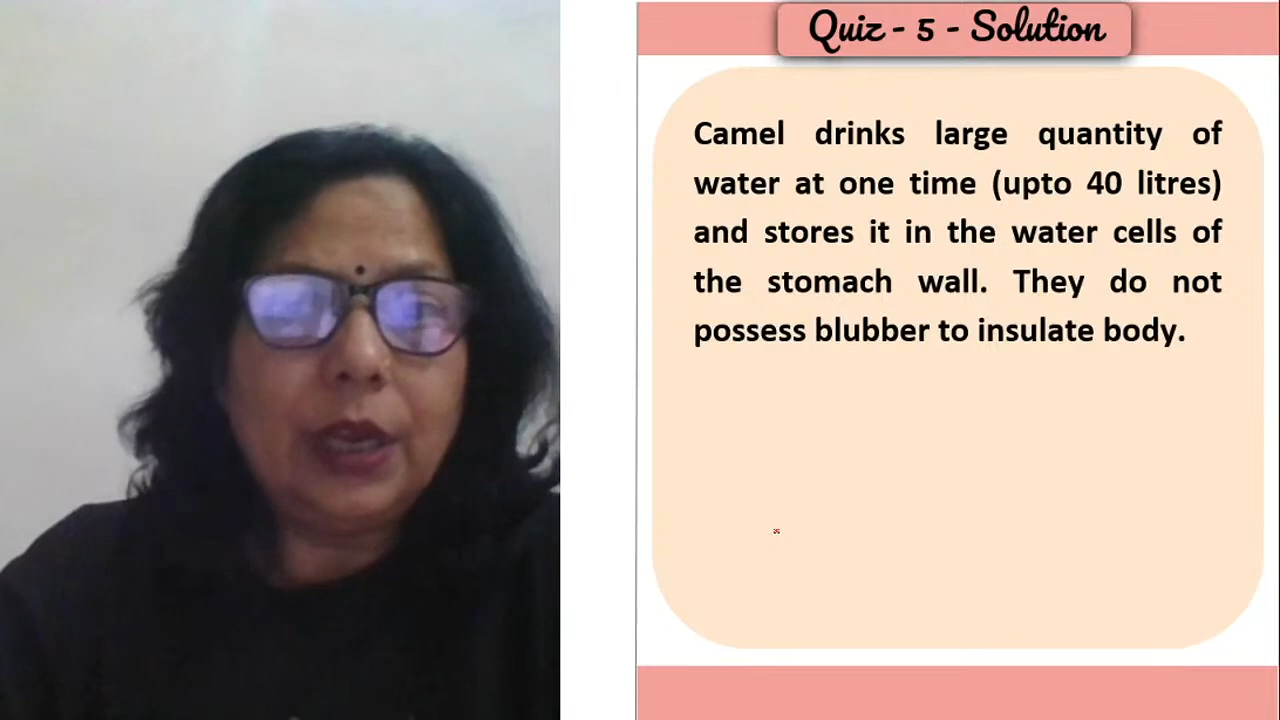 Quiz - 5 - Solution
Camel drinks large quantity of
water at one time (upto 40 litres)
and stores it in the water cells of
the stomach wall. They do not
possess blubber to insulate body.